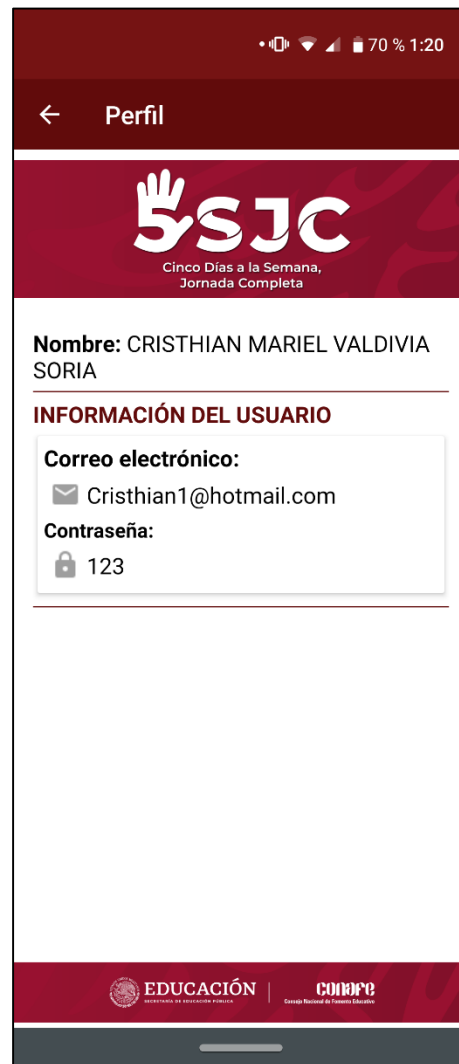 70 % 1:20
Perfil
5SJC
Cinco Días a la Semana,
Jornada Completa
Nombre: CRISTHIAN MARIEL VALDIVIA
SORIA
INFORMACIÓN DEL USUARIO
Correo electrónico:
Cristhian1@hotmail.com
Contraseña:
123
EDUCACIÓN
SECRETARÍA DE EDUCACIÓN PÚBLICA
CONAFE
Consejo Nacional de Fomento Educativo